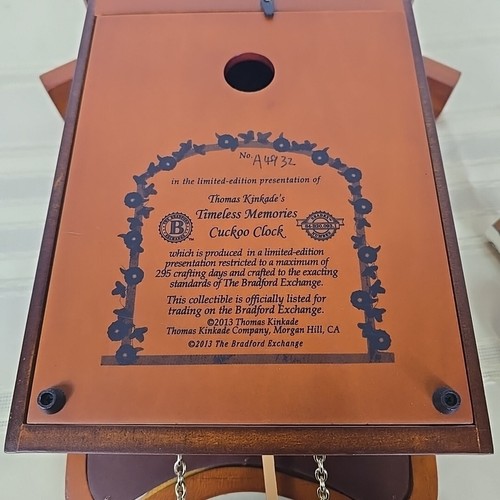 No. A4932
in the limited-edition presentation of
Thomas Kinkade's
Timeless Memories
Cuckoo Clock
B
TM
which is produced in a limited-edition
presentation restricted to a maximum of
295 crafting days and crafted to the exacting
standards of The Bradford Exchange.
This collectible is officially listed for
trading on the Bradford Exchange.
©2013 Thomas Kinkade
Thomas Kinkade Company, Morgan Hill, CA
©2013 The Bradford Exchange